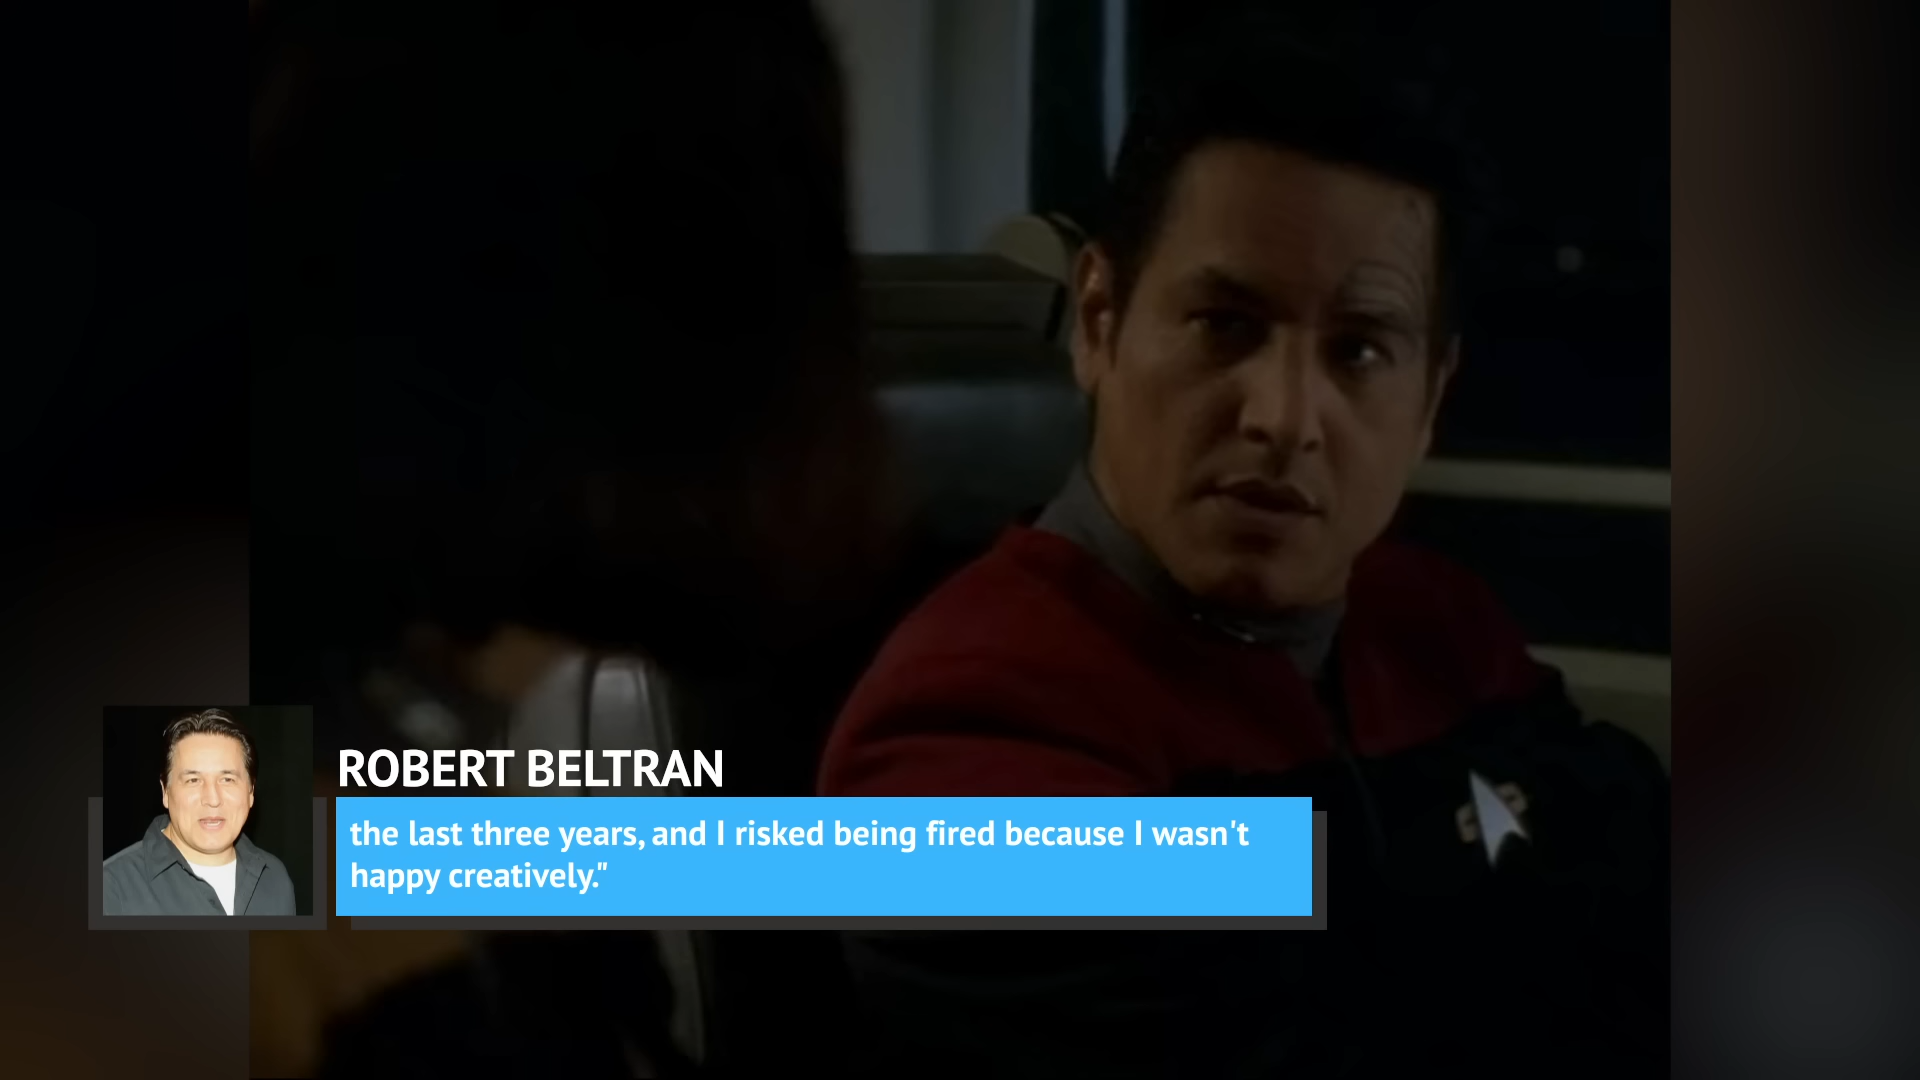 ROBERT BELTRAN
the last three years, and I risked being fired because I wasn't
happy creatively."